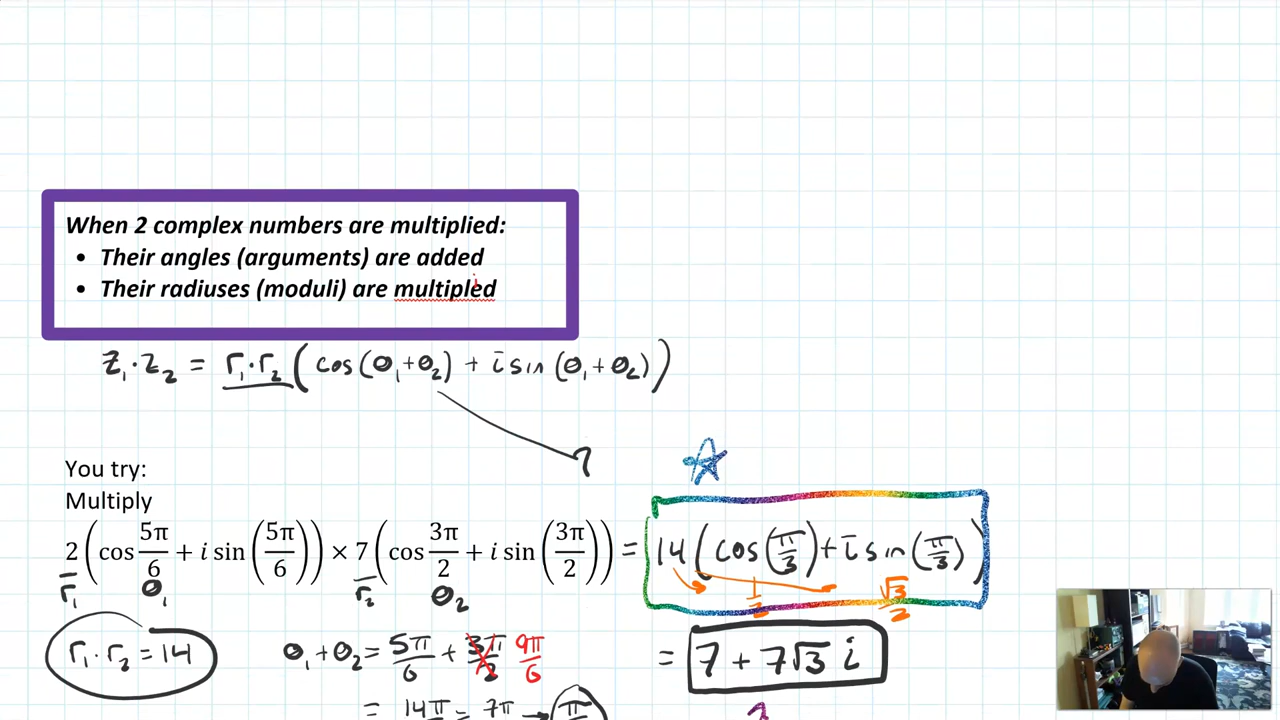 When 2 complex numbers are multiplied:
• Their angles (arguments) are added
• Their radiuses (moduli) are multipled
i
z₁·z₂ = r₁·r₂ (cos(θ₁+θ₂) + i sin(θ₁+θ₂))
You try:
Multiply
2(cos 5π/6 + i sin(5π/6)) × 7(cos 3π/2 + i sin(3π/2)) = 14(cos(π/3) + i sin(π/3))
r₁ θ₁ r₂ θ₂ 1/2 √3/2
r₁·r₂ = 14 θ₁+θ₂ = 5π/6 + 3π/2 9π/6 = 7 + 7√3 i
= 14π = 7π → π